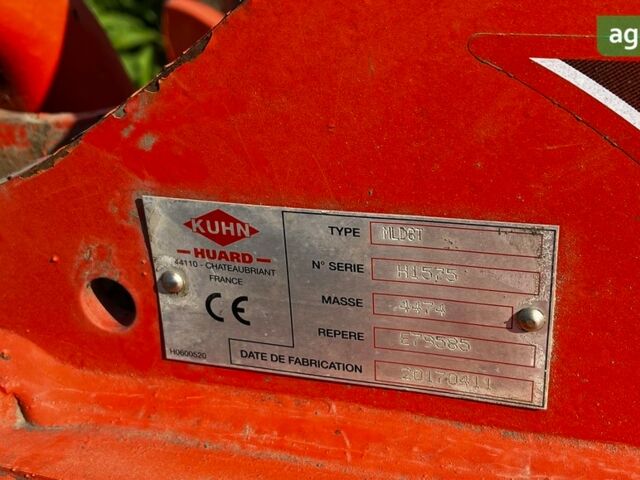 ag
KUHN
HUARD
44110 - CHATEAUBRIANT
FRANCE
CE
H0600520
TYPE MLDGT
N° SERIE H1575
MASSE 4474
REPERE E79585
DATE DE FABRICATION 20170411